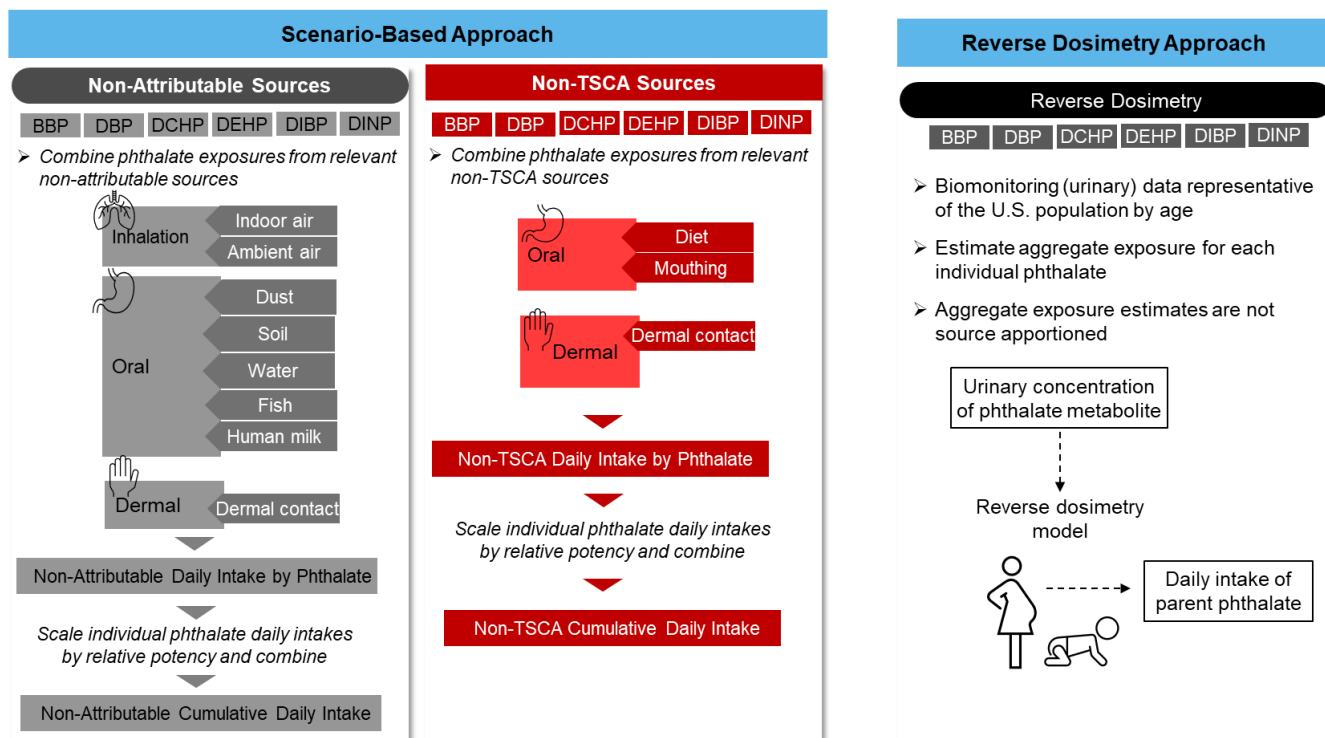 Scenario-Based Approach
Non-Attributable Sources
BBP DBP DCHP DEHP DIBP DINP
➢ Combine phthalate exposures from relevant
non-attributable sources
Inhalation
Indoor air
Ambient air
Oral
Dust
Soil
Water
Fish
Human milk
Dermal
Dermal contact
Non-Attributable Daily Intake by Phthalate
Scale individual phthalate daily intakes
by relative potency and combine
Non-Attributable Cumulative Daily Intake
Non-TSCA Sources
BBP DBP DCHP DEHP DIBP DINP
➢ Combine phthalate exposures from relevant
non-TSCA sources
Oral
Diet
Mouthing
Dermal
Dermal contact
Non-TSCA Daily Intake by Phthalate
Scale individual phthalate daily intakes
by relative potency and combine
Non-TSCA Cumulative Daily Intake
Reverse Dosimetry Approach
Reverse Dosimetry
BBP DBP DCHP DEHP DIBP DINP
➢ Biomonitoring (urinary) data representative
of the U.S. population by age
➢ Estimate aggregate exposure for each
individual phthalate
➢ Aggregate exposure estimates are not
source apportioned
Urinary concentration
of phthalate metabolite
Reverse dosimetry
model
Daily intake of
parent phthalate